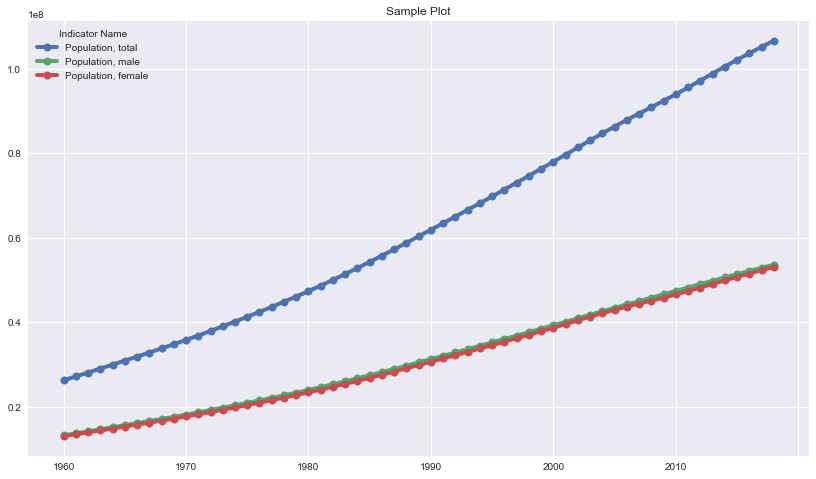 Sample Plot
1e8
Indicator Name
Population, total
Population, male
Population, female
1.0
0.8
0.6
0.4
0.2
1960 1970 1980 1990 2000 2010